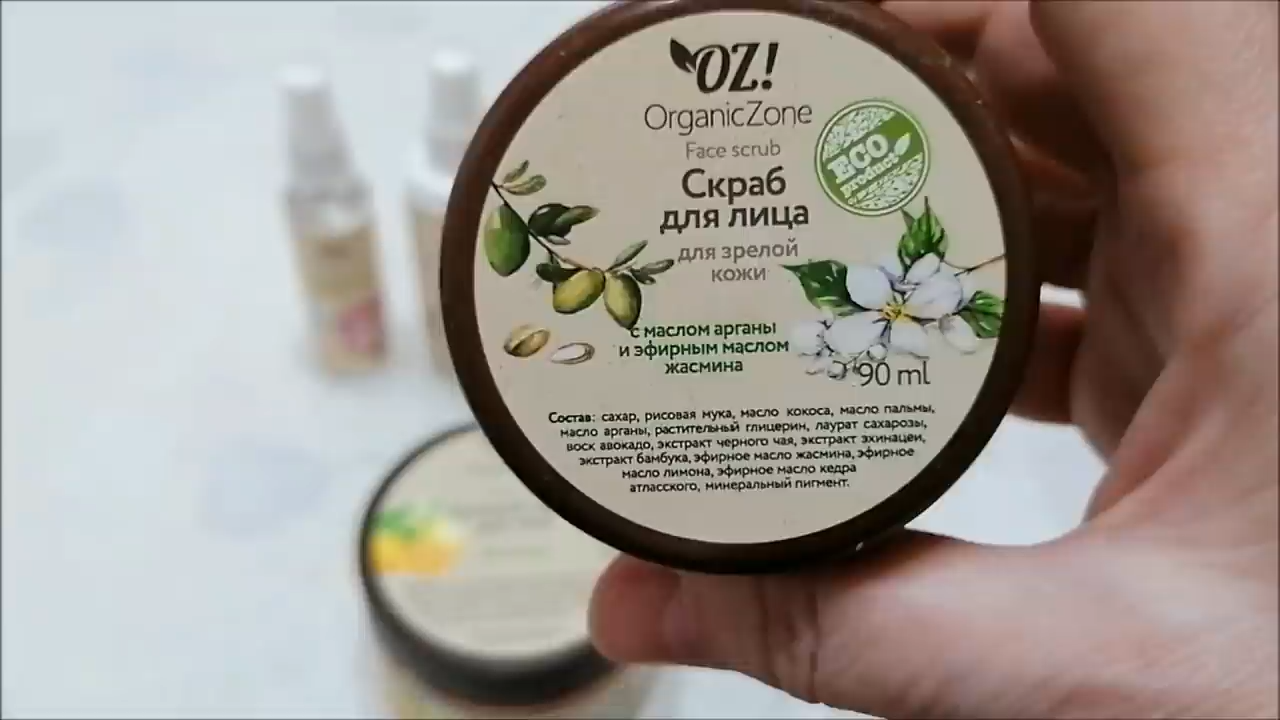 OZ!
OrganicZone
Face scrub
ECO
product
Скраб
для лица
для зрелой
кожи
с маслом арганы
и эфирным маслом
жасмина
90 ml
Состав: сахар, рисовая мука, масло кокоса, масло пальмы,
масло арганы, растительный глицерин, лаурат сахарозы,
воск авокадо, экстракт черного чая, экстракт эхинацеи,
экстракт бамбука, эфирное масло жасмина, эфирное
масло лимона, эфирное масло кедра
атласского, минеральный пигмент.